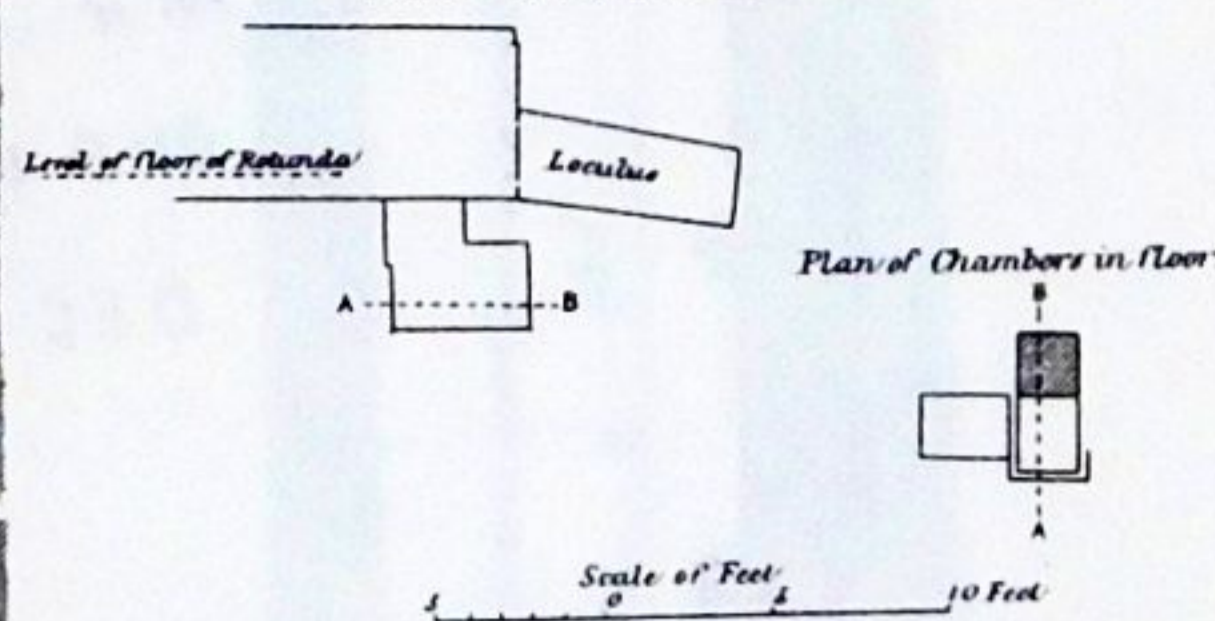 Level of floor of Rotunda
Loculus
A B
Plan of Chambers in floor
B
A
Scale of Feet
5 0 5 10 Feet